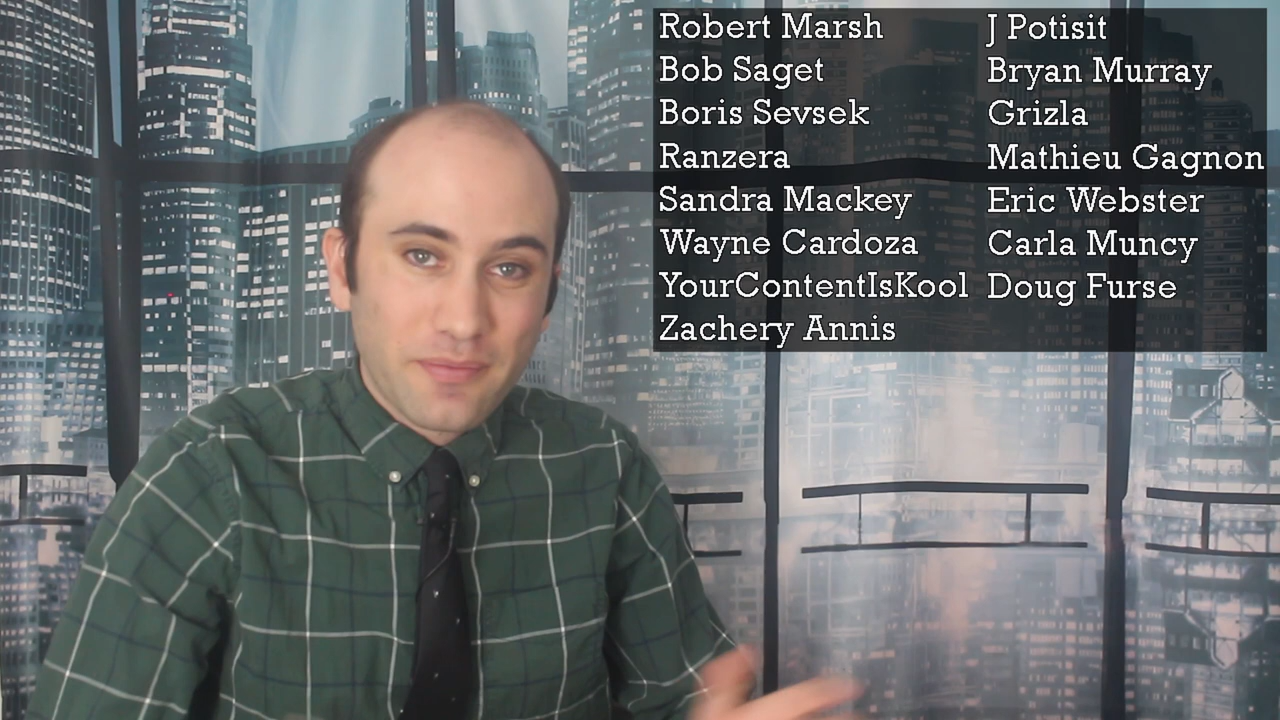 Robert Marsh
Bob Saget
Boris Sevsek
Ranzera
Sandra Mackey
Wayne Cardoza
YourContentIsKool
Zachery Annis
J Potisit
Bryan Murray
Grizla
Mathieu Gagnon
Eric Webster
Carla Muncy
Doug Furse